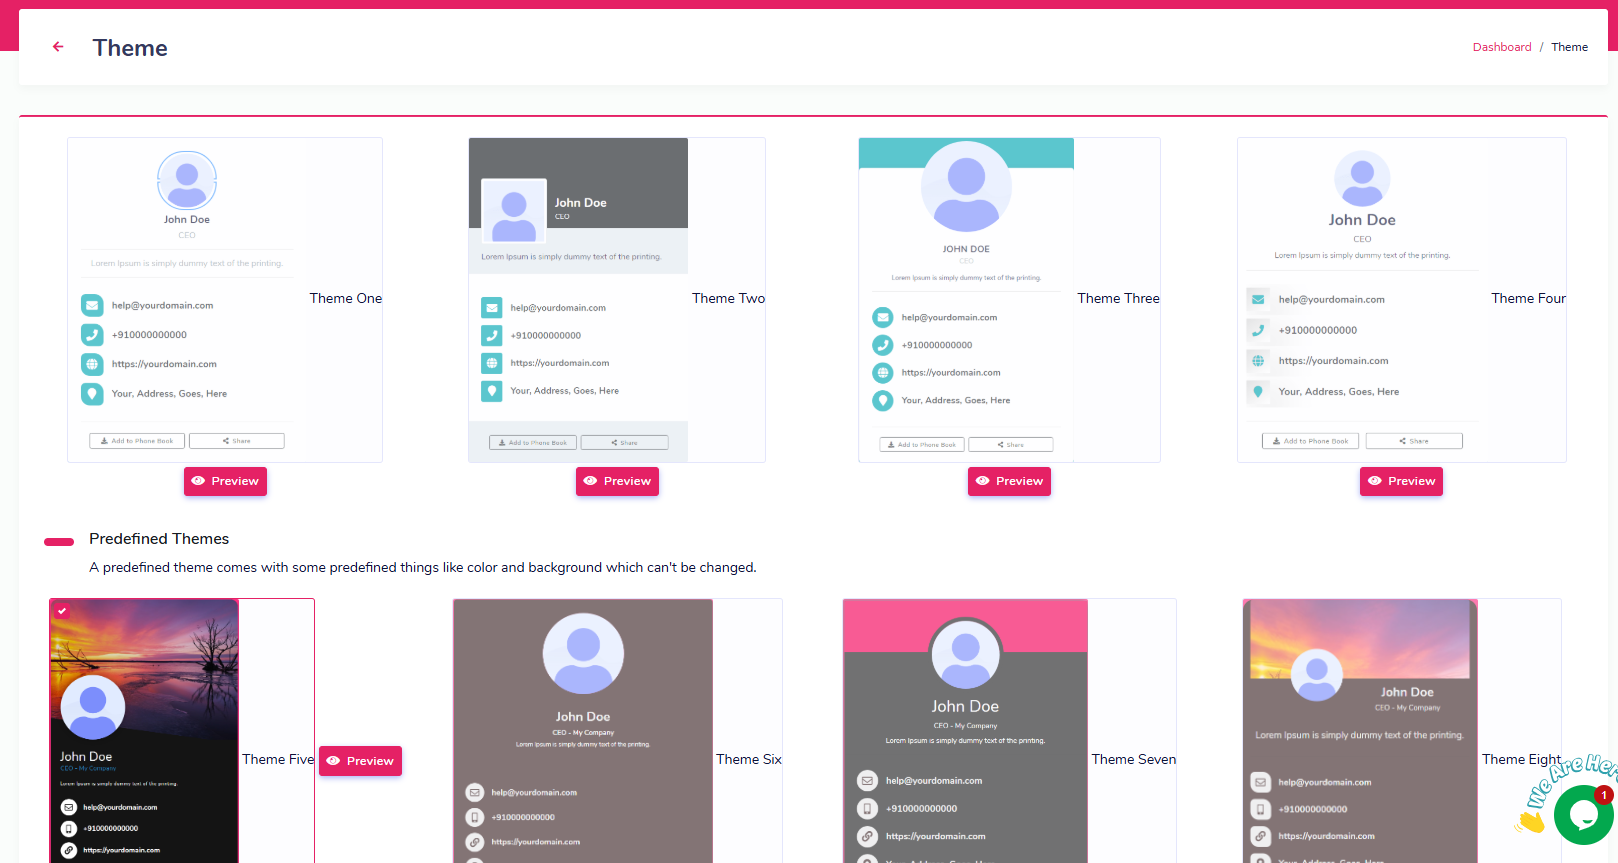 Theme
Dashboard / Theme
John Doe
CEO
Lorem Ipsum is simply dummy text of the printing.
help@yourdomain.com
+910000000000
https://yourdomain.com
Your, Address, Goes, Here
Add to Phone Book
Share
Theme One
Preview
John Doe
CEO
Lorem Ipsum is simply dummy text of the printing.
help@yourdomain.com
+910000000000
https://yourdomain.com
Your, Address, Goes, Here
Add to Phone Book
Share
Theme Two
Preview
JOHN DOE
CEO
Lorem Ipsum is simply dummy text of the printing.
help@yourdomain.com
+910000000000
https://yourdomain.com
Your, Address, Goes, Here
Add to Phone Book
Share
Theme Three
Preview
John Doe
CEO
Lorem Ipsum is simply dummy text of the printing.
help@yourdomain.com
+910000000000
https://yourdomain.com
Your, Address, Goes, Here
Add to Phone Book
Share
Theme Four
Preview
Predefined Themes
A predefined theme comes with some predefined things like color and background which can't be changed.
John Doe
CEO - My Company
Lorem Ipsum is simply dummy text of the printing.
help@yourdomain.com
+910000000000
https://yourdomain.com
Theme Five
Preview
John Doe
CEO - My Company
Lorem Ipsum is simply dummy text of the printing.
help@yourdomain.com
+910000000000
https://yourdomain.com
Theme Six
John Doe
CEO - My Company
Lorem Ipsum is simply dummy text of the printing.
help@yourdomain.com
+910000000000
https://yourdomain.com
Theme Seven
John Doe
CEO - My Company
Lorem Ipsum is simply dummy text of the printing.
help@yourdomain.com
+910000000000
https://yourdomain.com
Theme Eight
We Are Here
1